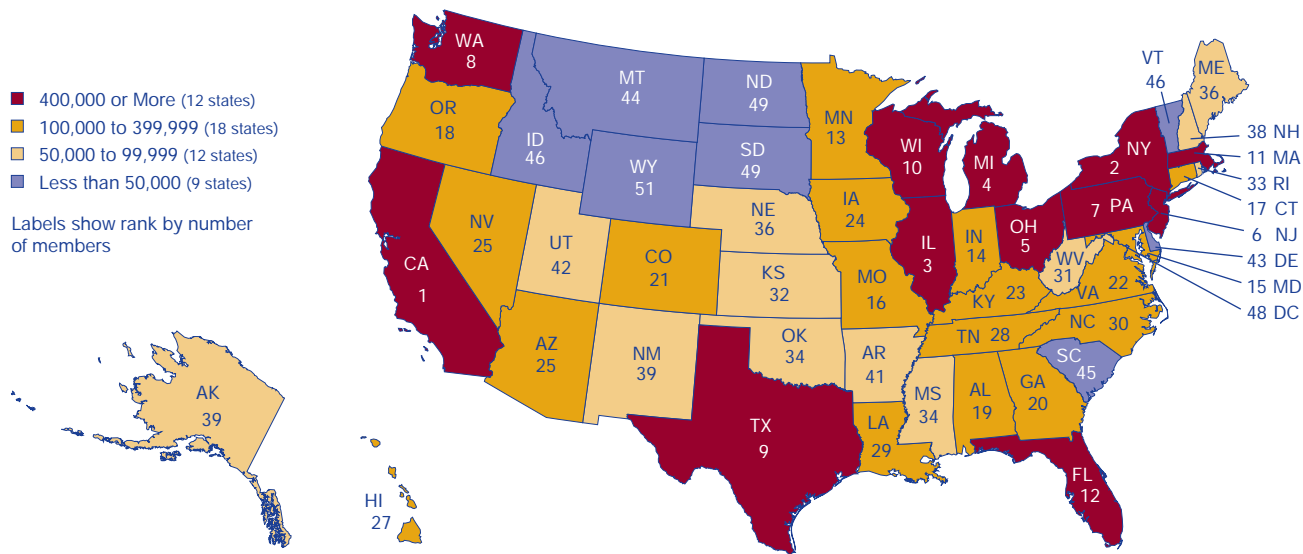 400,000 or More (12 states)
100,000 to 399,999 (18 states)
50,000 to 99,999 (12 states)
Less than 50,000 (9 states)
Labels show rank by number
of members
WA
8
OR
18
CA
1
NV
25
ID
46
MT
44
WY
51
UT
42
AZ
25
CO
21
NM
39
ND
49
SD
49
NE
36
KS
32
OK
34
TX
9
MN
13
IA
24
MO
16
AR
41
LA
29
WI
10
IL
3
MI
4
IN
14
OH
5
KY 23
TN 28
MS
34
AL
19
GA
20
FL
12
SC
45
NC 30
VA 22
WV
31
7 PA
NY
2
VT
46
ME
36
38 NH
11 MA
33 RI
17 CT
6 NJ
43 DE
15 MD
48 DC
AK
39
HI
27